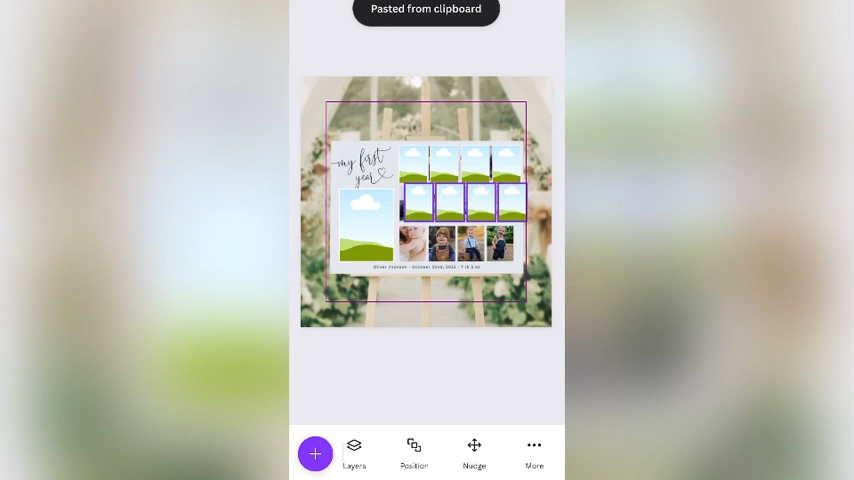 Pasted from clipboard
my first
year
Layers
Position
Nudge
More